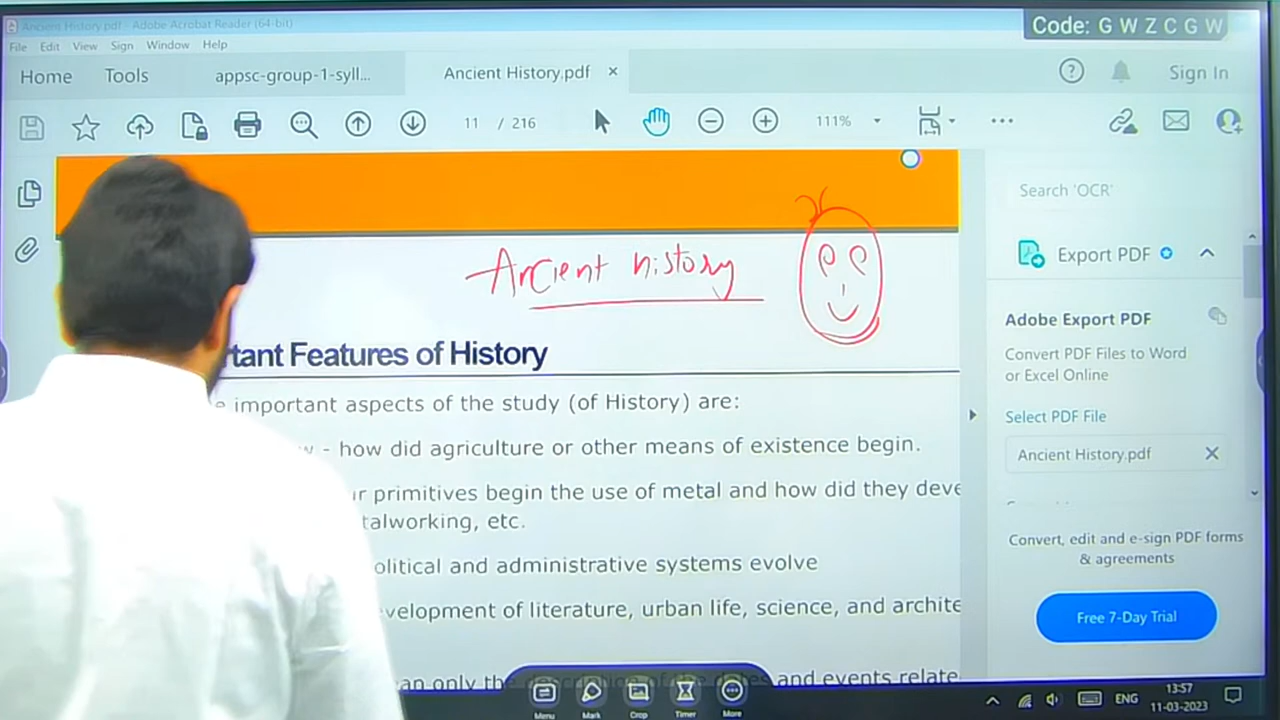 Ancient History.pdf - Adobe Acrobat Reader (64-bit)
Code: G W Z C G W
File Edit View Sign Window Help
Home Tools appsc-group-1-syll... Ancient History.pdf × Sign In
11 / 216 111%
Search 'OCR'
Ancient history
Export PDF
Adobe Export PDF
Convert PDF Files to Word
or Excel Online
Select PDF File
Ancient History.pdf
tant Features of History
e important aspects of the study (of History) are:
- how did agriculture or other means of existence begin.
ur primitives begin the use of metal and how did they deve
talworking, etc.
olitical and administrative systems evolve
velopment of literature, urban life, science, and archite
an only the and events relate
Convert, edit and e-sign PDF forms
& agreements
Free 7-Day Trial
Menu Mark Crop Timer More
ENG
13:57
11-03-2023